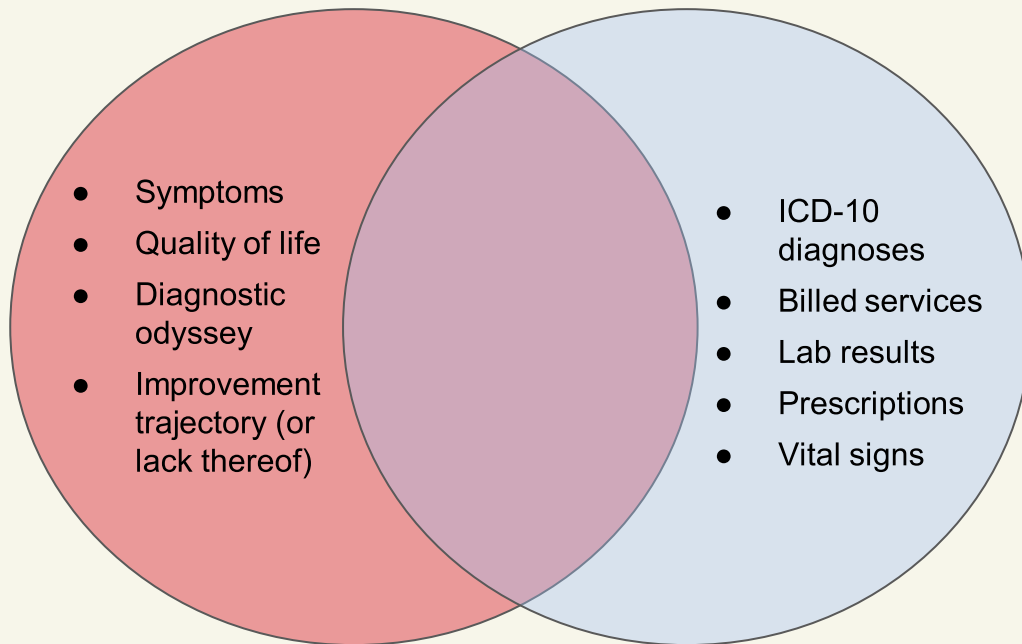 ● Symptoms
● Quality of life
● Diagnostic
odyssey
● Improvement
trajectory (or
lack thereof)
● ICD-10
diagnoses
● Billed services
● Lab results
● Prescriptions
● Vital signs